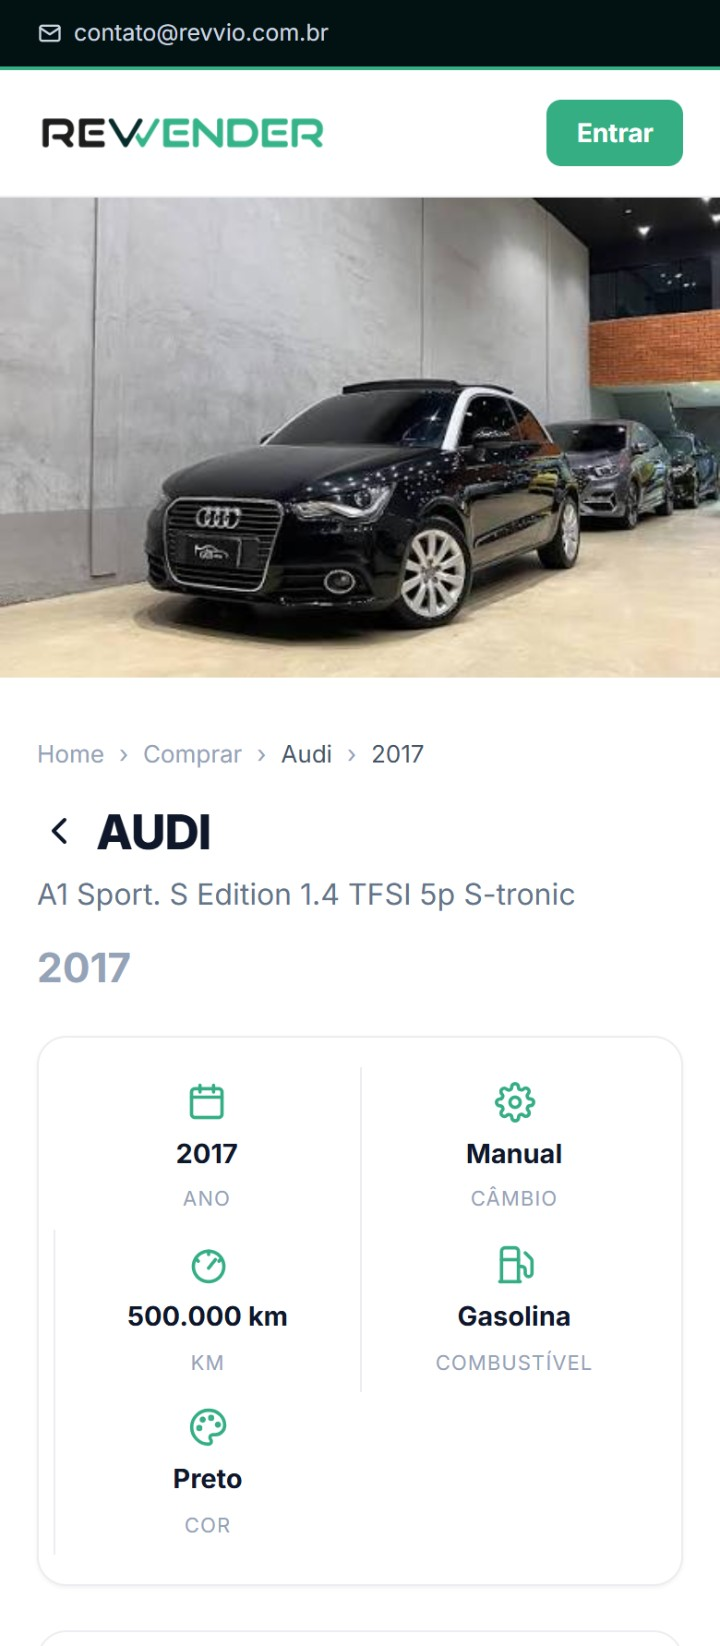 contato@revvio.com.br
REVVENDER
Entrar
Home › Comprar › Audi › 2017
AUDI
A1 Sport. S Edition 1.4 TFSI 5p S-tronic
2017
2017
ANO
Manual
CÂMBIO
500.000 km
KM
Gasolina
COMBUSTÍVEL
Preto
COR